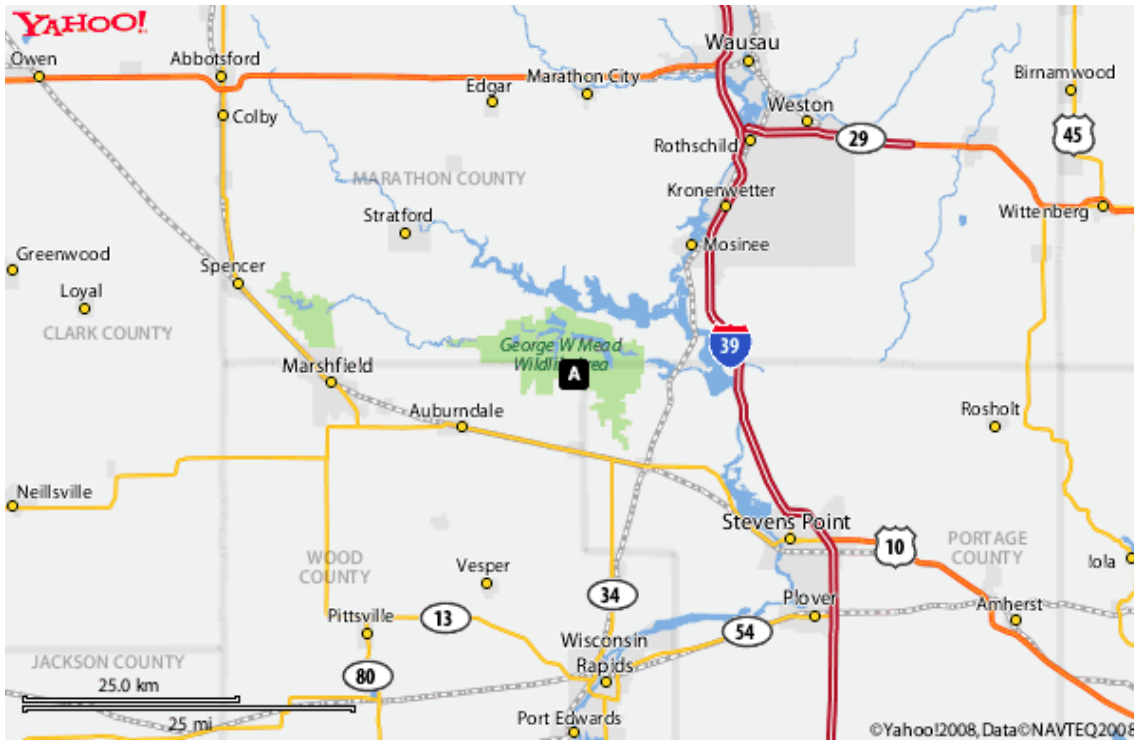 YAHOO!
Wausau
Owen
Abbotsford
Edgar
Marathon City
Birnamwood
Colby
Weston
29
45
Rothschild
MARATHON COUNTY
Kronenwetter
Stratford
Wittenberg
Mosinee
Greenwood
Spencer
Loyal
CLARK COUNTY
George W Mead
Wildlife Area
39
A
Marshfield
Auburndale
Rosholt
Neillsville
Stevens Point
10
PORTAGE
COUNTY
WOOD
COUNTY
Vesper
Iola
34
Plover
Amherst
Pittsville
13
54
Wisconsin
Rapids
JACKSON COUNTY
80
25.0 km
25 mi
Port Edwards
©Yahoo!2008, Data©NAVTEQ2008